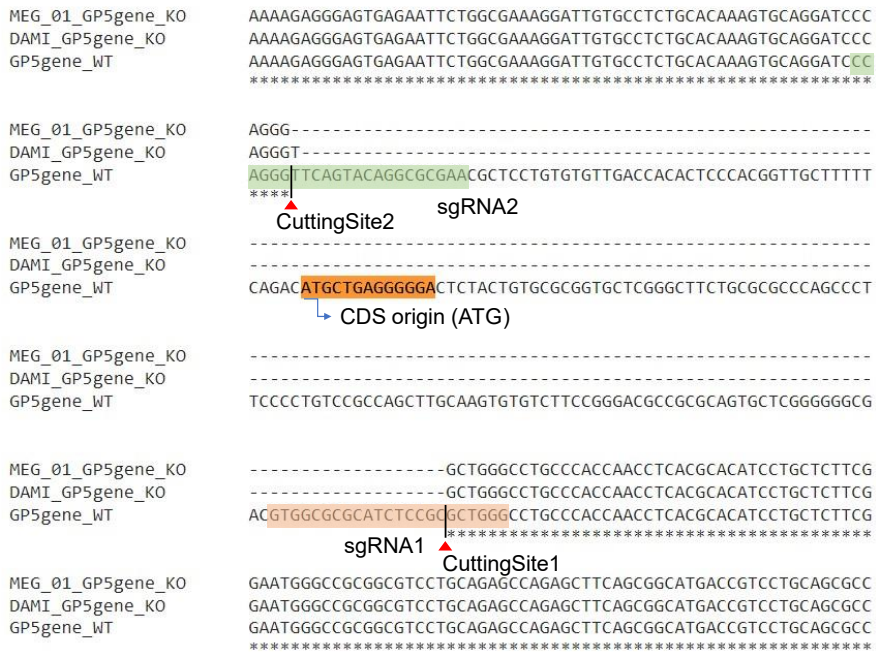 MEG_01_GP5gene_KO AAAAGAGGGAGTGAGAATTCTGGCGAAAGGATTGTGCCTCTGCACAAAGTGCAGGATCCC
DAMI_GP5gene_KO AAAAGAGGGAGTGAGAATTCTGGCGAAAGGATTGTGCCTCTGCACAAAGTGCAGGATCCC
GP5gene_WT AAAAGAGGGAGTGAGAATTCTGGCGAAAGGATTGTGCCTCTGCACAAAGTGCAGGATCCC
************************************************************
MEG_01_GP5gene_KO AGGG--------------------------------------------------------
DAMI_GP5gene_KO AGGGT-------------------------------------------------------
GP5gene_WT AGGGTTCAGTACAGGCGCGAACGCTCCTGTGTGTTGACCACACTCCCACGGTTGCTTTTT
****
sgRNA2
CuttingSite2
MEG_01_GP5gene_KO ------------------------------------------------------------
DAMI_GP5gene_KO ------------------------------------------------------------
GP5gene_WT CAGACATGCTGAGGGGGACTCTACTGTGCGCGGTGCTCGGGCTTCTGCGCGCCCAGCCCT
CDS origin (ATG)
MEG_01_GP5gene_KO ------------------------------------------------------------
DAMI_GP5gene_KO ------------------------------------------------------------
GP5gene_WT TCCCCTGTCCGCCAGCTTGCAAGTGTGTCTTCCGGGACGCCGCGCAGTGCTCGGGGGGCG
MEG_01_GP5gene_KO -------------------GCTGGGCCTGCCCACCAACCTCACGCACATCCTGCTCTTCG
DAMI_GP5gene_KO -------------------GCTGGGCCTGCCCACCAACCTCACGCACATCCTGCTCTTCG
GP5gene_WT ACGTGGCGCGCATCTCCGCGCTGGGCCTGCCCACCAACCTCACGCACATCCTGCTCTTCG
*****************************************
sgRNA1
CuttingSite1
MEG_01_GP5gene_KO GAATGGGCCGCGGCGTCCTGCAGAGCCAGAGCTTCAGCGGCATGACCGTCCTGCAGCGCC
DAMI_GP5gene_KO GAATGGGCCGCGGCGTCCTGCAGAGCCAGAGCTTCAGCGGCATGACCGTCCTGCAGCGCC
GP5gene_WT GAATGGGCCGCGGCGTCCTGCAGAGCCAGAGCTTCAGCGGCATGACCGTCCTGCAGCGCC
************************************************************